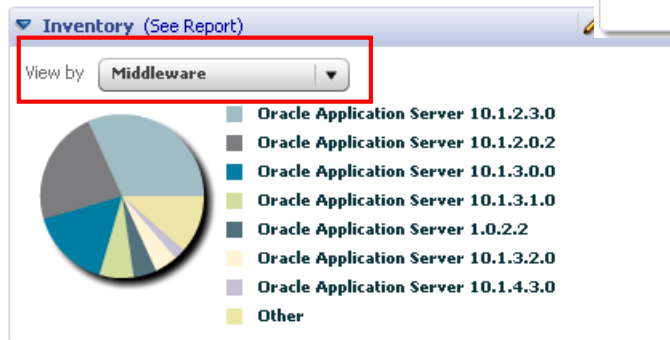 Inventory (See Report)
View by Middleware
Oracle Application Server 10.1.2.3.0
Oracle Application Server 10.1.2.0.2
Oracle Application Server 10.1.3.0.0
Oracle Application Server 10.1.3.1.0
Oracle Application Server 1.0.2.2
Oracle Application Server 10.1.3.2.0
Oracle Application Server 10.1.4.3.0
Other